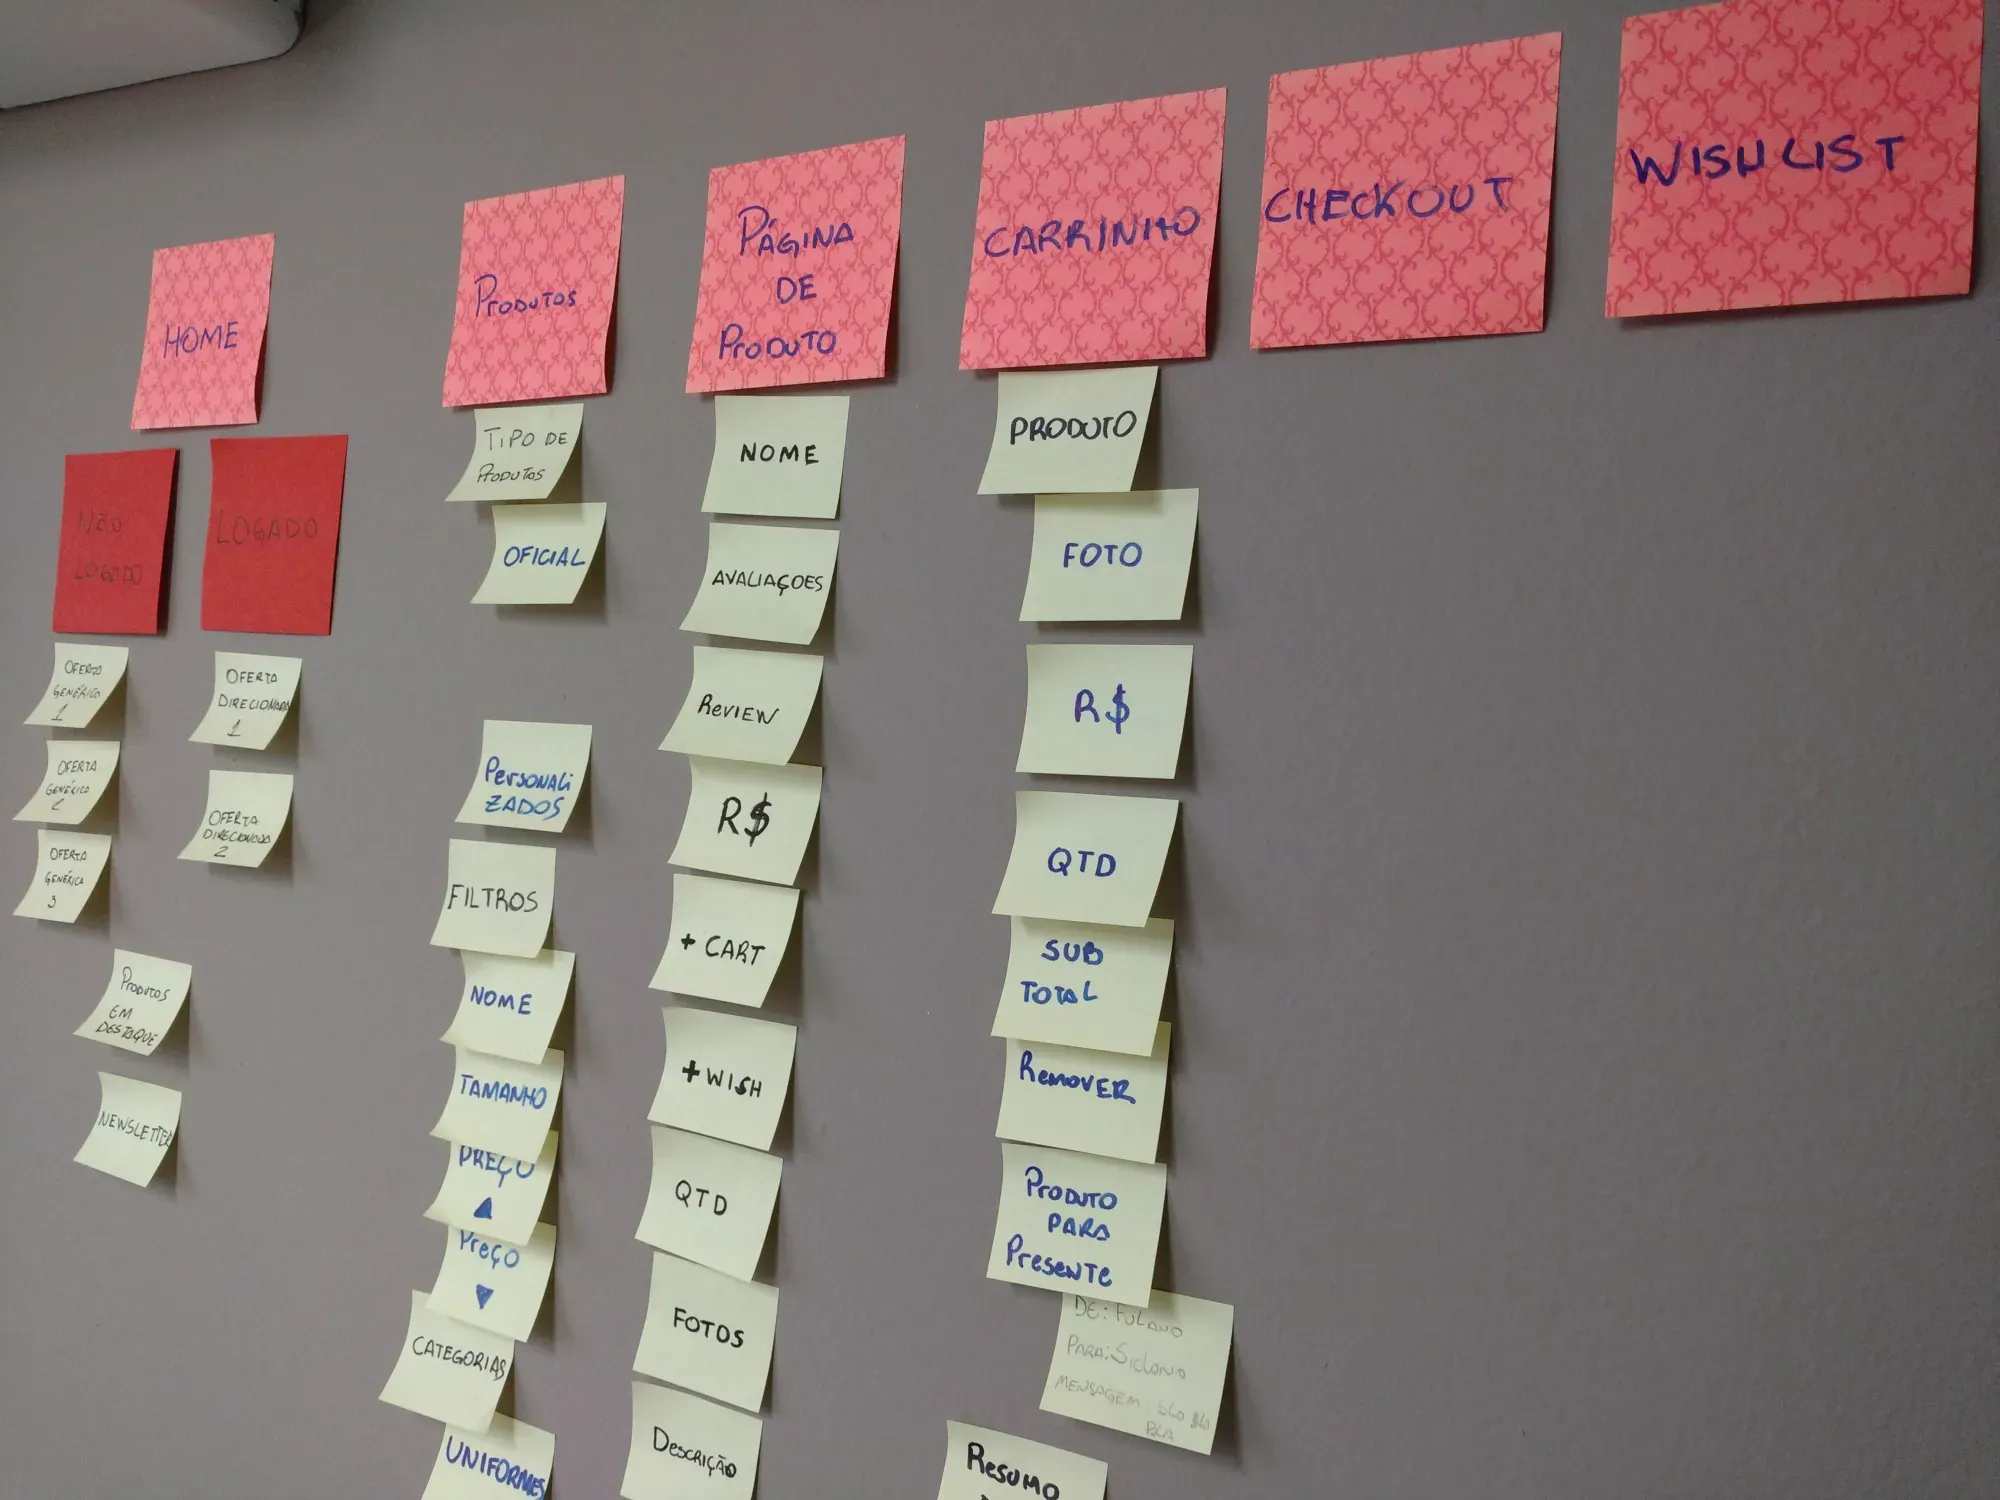 HOME
NÃO
LOGADO
LOGADO
OFERTA
GENÉRICA
1
OFERTA
GENÉRICA
2
OFERTA
GENÉRICA
3
OFERTA
DIRECIONADA
1
OFERTA
DIRECIONADA
2
PRODUTOS
EM
DESTAQUE
NEWSLETTER
PRODUTOS
TIPO DE
PRODUTOS
OFICIAL
PERSONALI
ZADOS
FILTROS
NOME
TAMANHO
PREÇO
▲
PREÇO
▼
CATEGORIAS
UNIFORMES
PÁGINA
DE
PRODUTO
NOME
AVALIAÇOES
REVIEW
R$
+ CART
+ WISH
QTD
FOTOS
DESCRIÇÃO
CARRINHO
PRODUTO
FOTO
R$
QTD
SUB
TOTAL
REMOVER
PRODUTO
PARA
PRESENTE
DE: FULANO
PARA: SICLANO
MENSAGEM: BLA BLA
BLA
RESUMO
CHECKOUT
WISH LIST